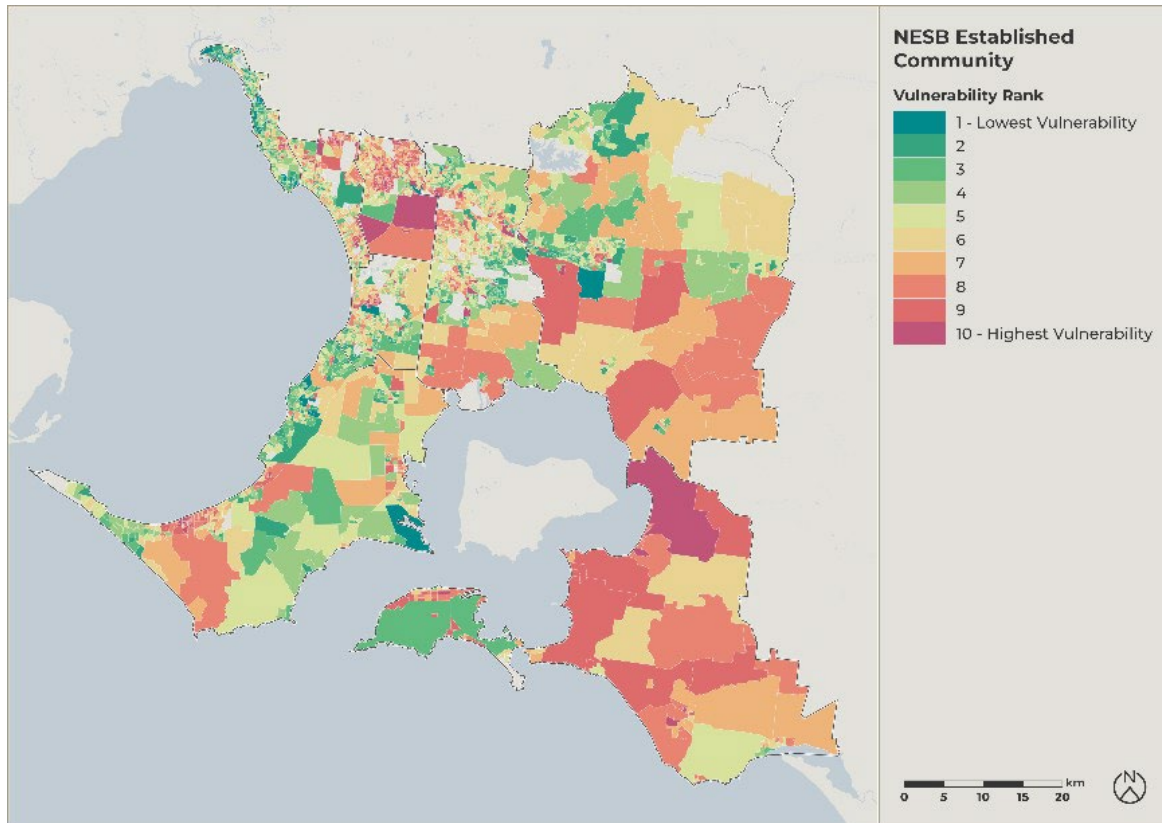 NESB Established
Community
Vulnerability Rank
1 - Lowest Vulnerability
2
3
4
5
6
7
8
9
10 - Highest Vulnerability
km
0 5 10 15 20
N